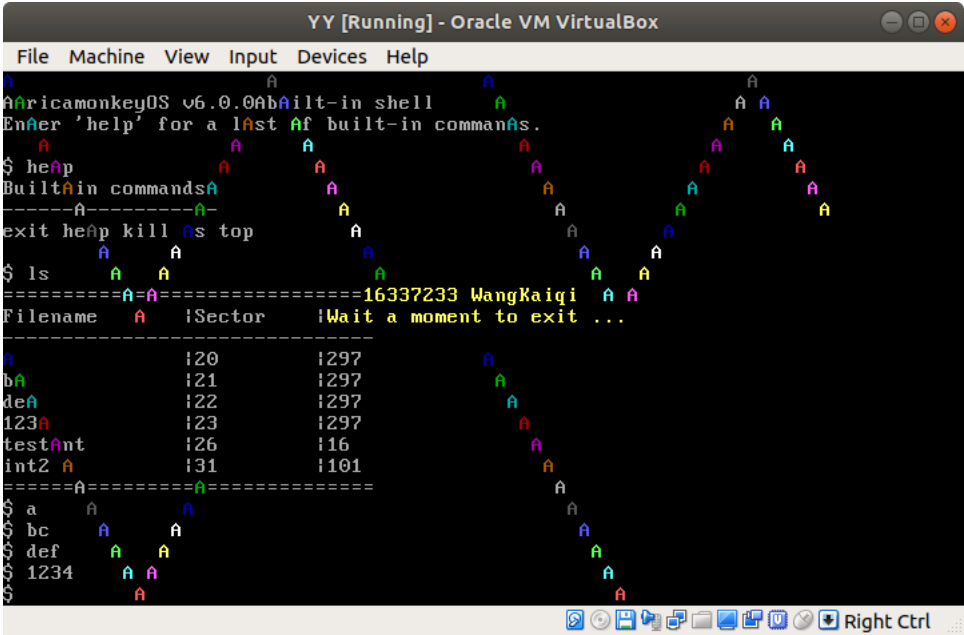 YY [Running] - Oracle VM VirtualBox
File Machine View Input Devices Help
A A A A
AAricamonkeyOS v6.0.0AbAilt-in shell A A A
EnAer 'help' for a lAst Af built-in commanAs. A A
A A A A A A
$ heAp A A A A A
BuiltAin commandsA A A A A
------A---------A- A A A A
exit heAp kill As top A A A
A A A A A
$ ls A A A A A
==========A=A=================16337233 WangKaiqi A A
Filename A |Sector |Wait a moment to exit ...
-------------------------------
A |20 |297 A
bA |21 |297 A
deA |22 |297 A
123A |23 |297 A
testAnt |26 |16 A
int2 A |31 |101 A
======A=========A============== A
$ a A A A
$ bc A A A
$ def A A A
$ 1234 A A A
$ A A
Right Ctrl